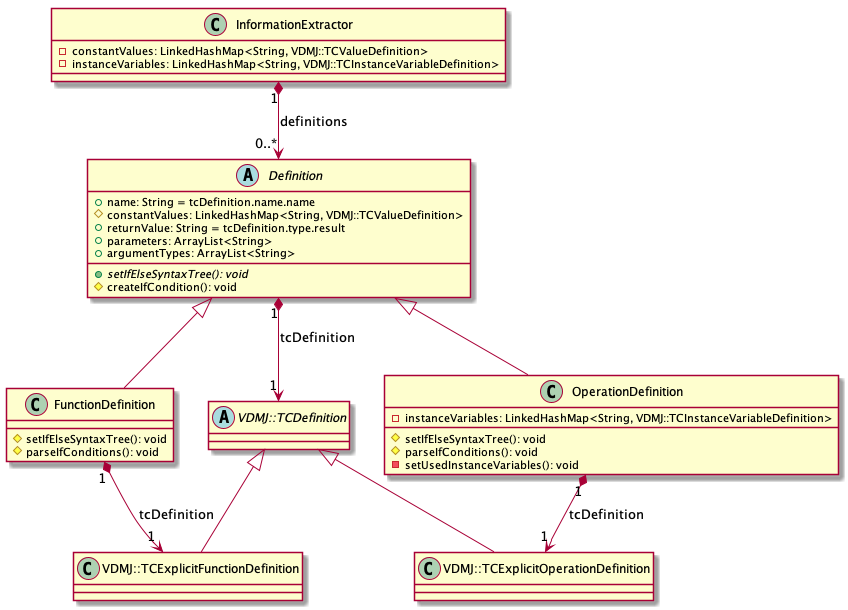 C InformationExtractor
constantValues: LinkedHashMap<String, VDMJ::TCValueDefinition>
instanceVariables: LinkedHashMap<String, VDMJ::TCInstanceVariableDefinition>
1
definitions
0..*
A Definition
name: String = tcDefinition.name.name
constantValues: LinkedHashMap<String, VDMJ::TCValueDefinition>
returnValue: String = tcDefinition.type.result
parameters: ArrayList<String>
argumentTypes: ArrayList<String>
setIfElseSyntaxTree(): void
createIfCondition(): void
1
tcDefinition
1
C FunctionDefinition
setIfElseSyntaxTree(): void
parseIfConditions(): void
A VDMJ::TCDefinition
C OperationDefinition
instanceVariables: LinkedHashMap<String, VDMJ::TCInstanceVariableDefinition>
setIfElseSyntaxTree(): void
parseIfConditions(): void
setUsedInstanceVariables(): void
1
tcDefinition
1
1
tcDefinition
1
C VDMJ::TCExplicitFunctionDefinition
C VDMJ::TCExplicitOperationDefinition